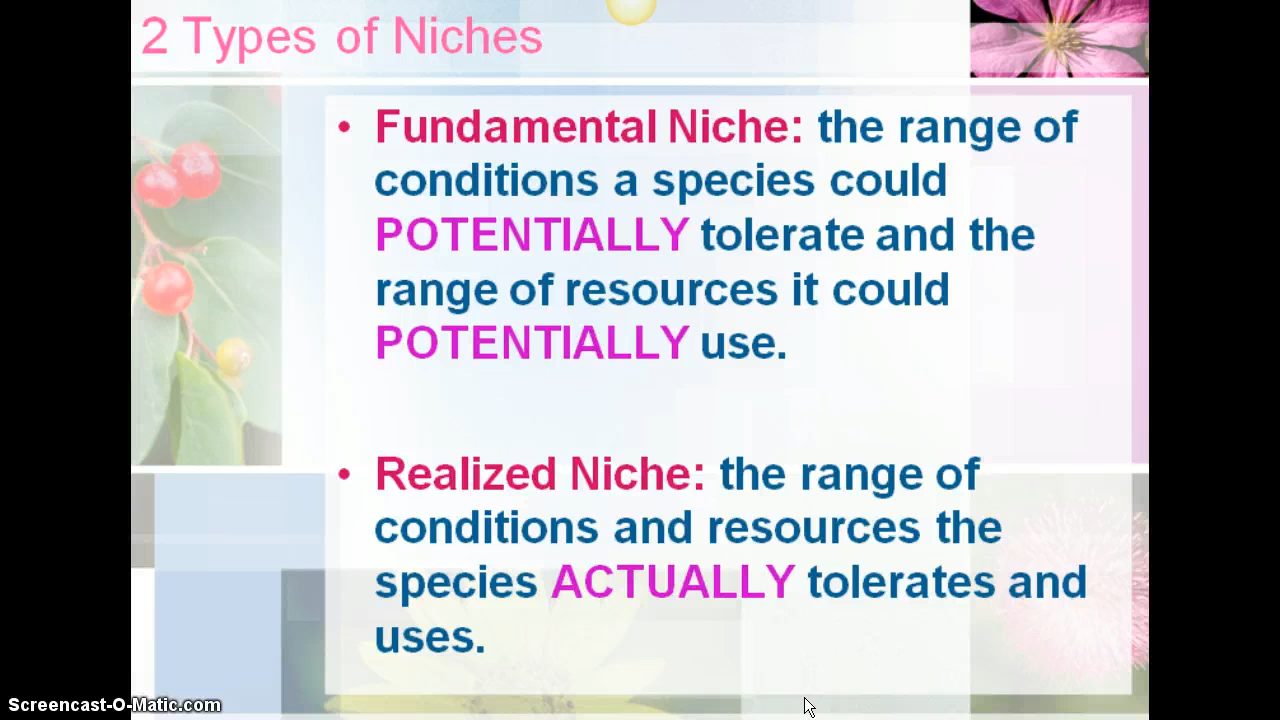 2 Types of Niches
• Fundamental Niche: the range of
conditions a species could
POTENTIALLY tolerate and the
range of resources it could
POTENTIALLY use.
• Realized Niche: the range of
conditions and resources the
species ACTUALLY tolerates and
uses.
Screencast-O-Matic.com